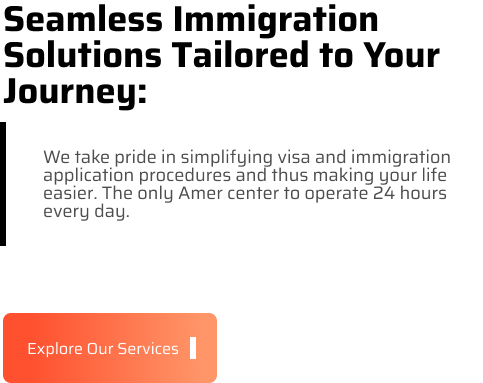 Seamless Immigration
Solutions Tailored to Your
Journey:
We take pride in simplifying visa and immigration
application procedures and thus making your life
easier. The only Amer center to operate 24 hours
every day.
Explore Our Services